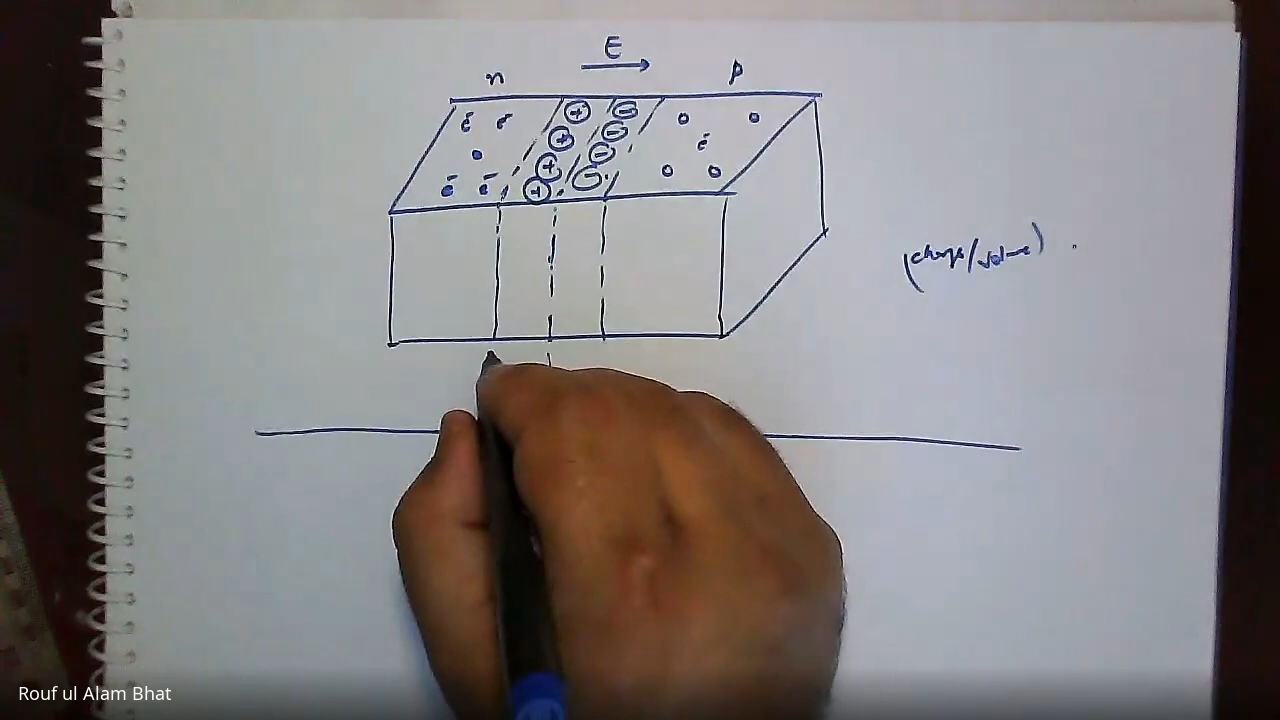 E
n p
ē ē
ē
ē ē
(charge/volume) .
Rouf ul Alam Bhat